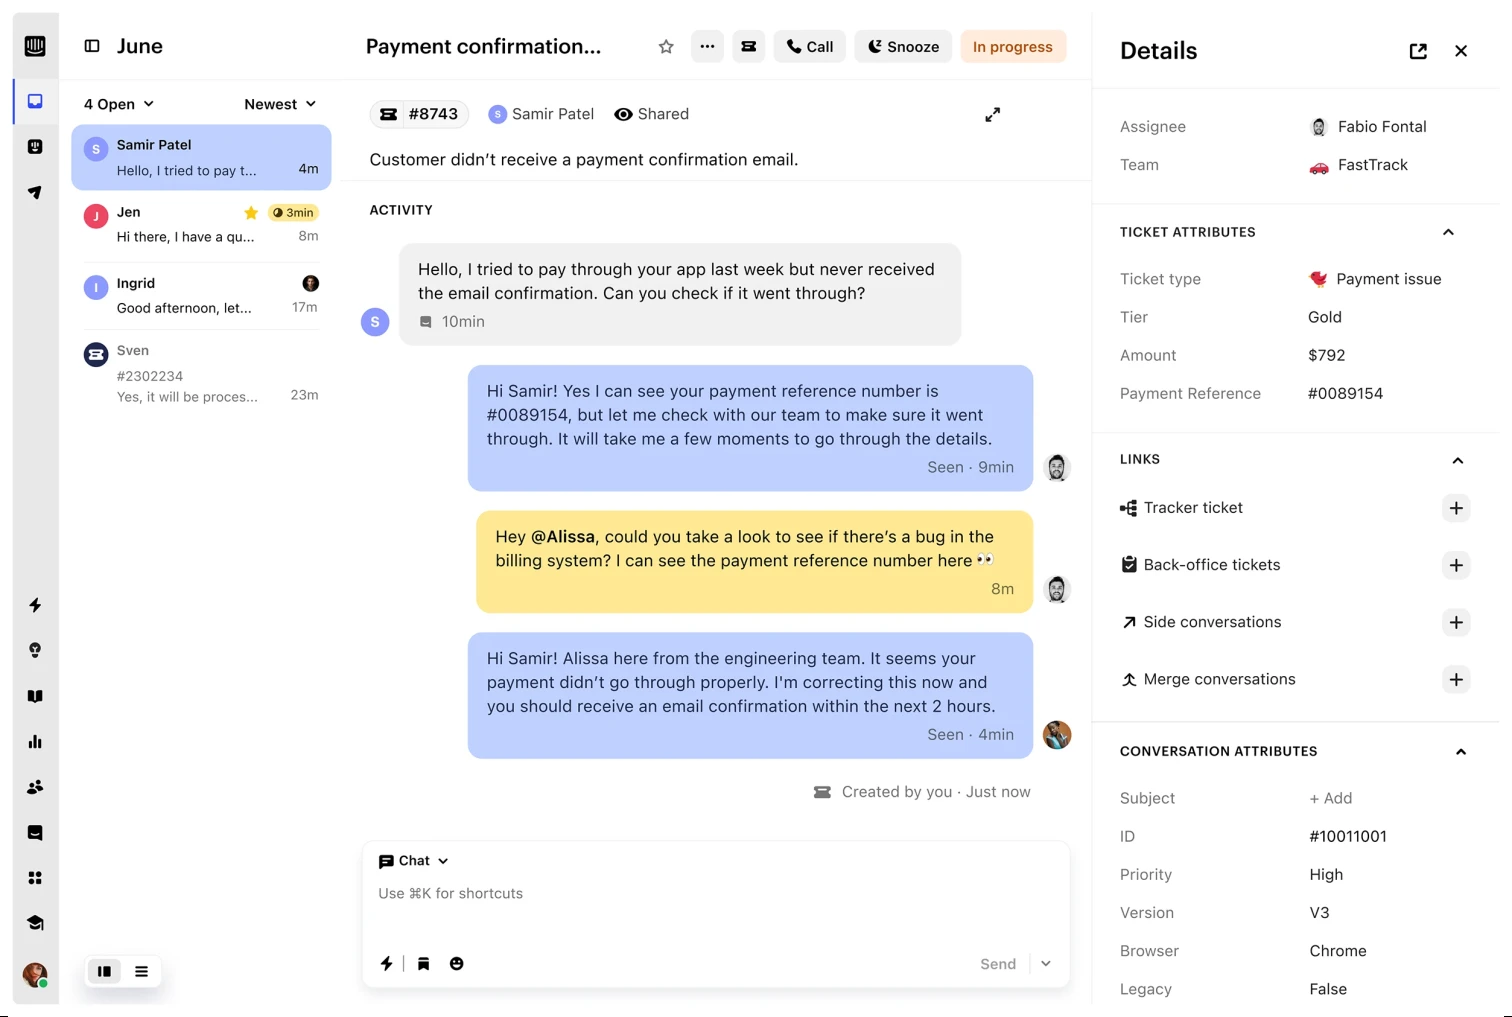 June
4 Open
Newest
S
Samir Patel
Hello, I tried to pay t...
4m
J
Jen
3min
Hi there, I have a qu...
8m
I
Ingrid
Good afternoon, let...
17m
Sven
#2302234
Yes, it will be proces...
23m
Payment confirmation...
Call
Snooze
In progress
#8743
S
Samir Patel
Shared
Customer didn’t receive a payment confirmation email.
ACTIVITY
Hello, I tried to pay through your app last week but never received
the email confirmation. Can you check if it went through?
10min
S
Hi Samir! Yes I can see your payment reference number is
#0089154, but let me check with our team to make sure it went
through. It will take me a few moments to go through the details.
Seen · 9min
Hey @Alissa, could you take a look to see if there’s a bug in the
billing system? I can see the payment reference number here 👀
8m
Hi Samir! Alissa here from the engineering team. It seems your
payment didn’t go through properly. I'm correcting this now and
you should receive an email confirmation within the next 2 hours.
Seen · 4min
Created by you · Just now
Chat
Use ⌘K for shortcuts
Send
Details
Assignee
Fabio Fontal
Team
FastTrack
TICKET ATTRIBUTES
Ticket type
Payment issue
Tier
Gold
Amount
$792
Payment Reference
#0089154
LINKS
Tracker ticket
Back-office tickets
Side conversations
Merge conversations
CONVERSATION ATTRIBUTES
Subject
+ Add
ID
#10011001
Priority
High
Version
V3
Browser
Chrome
Legacy
False